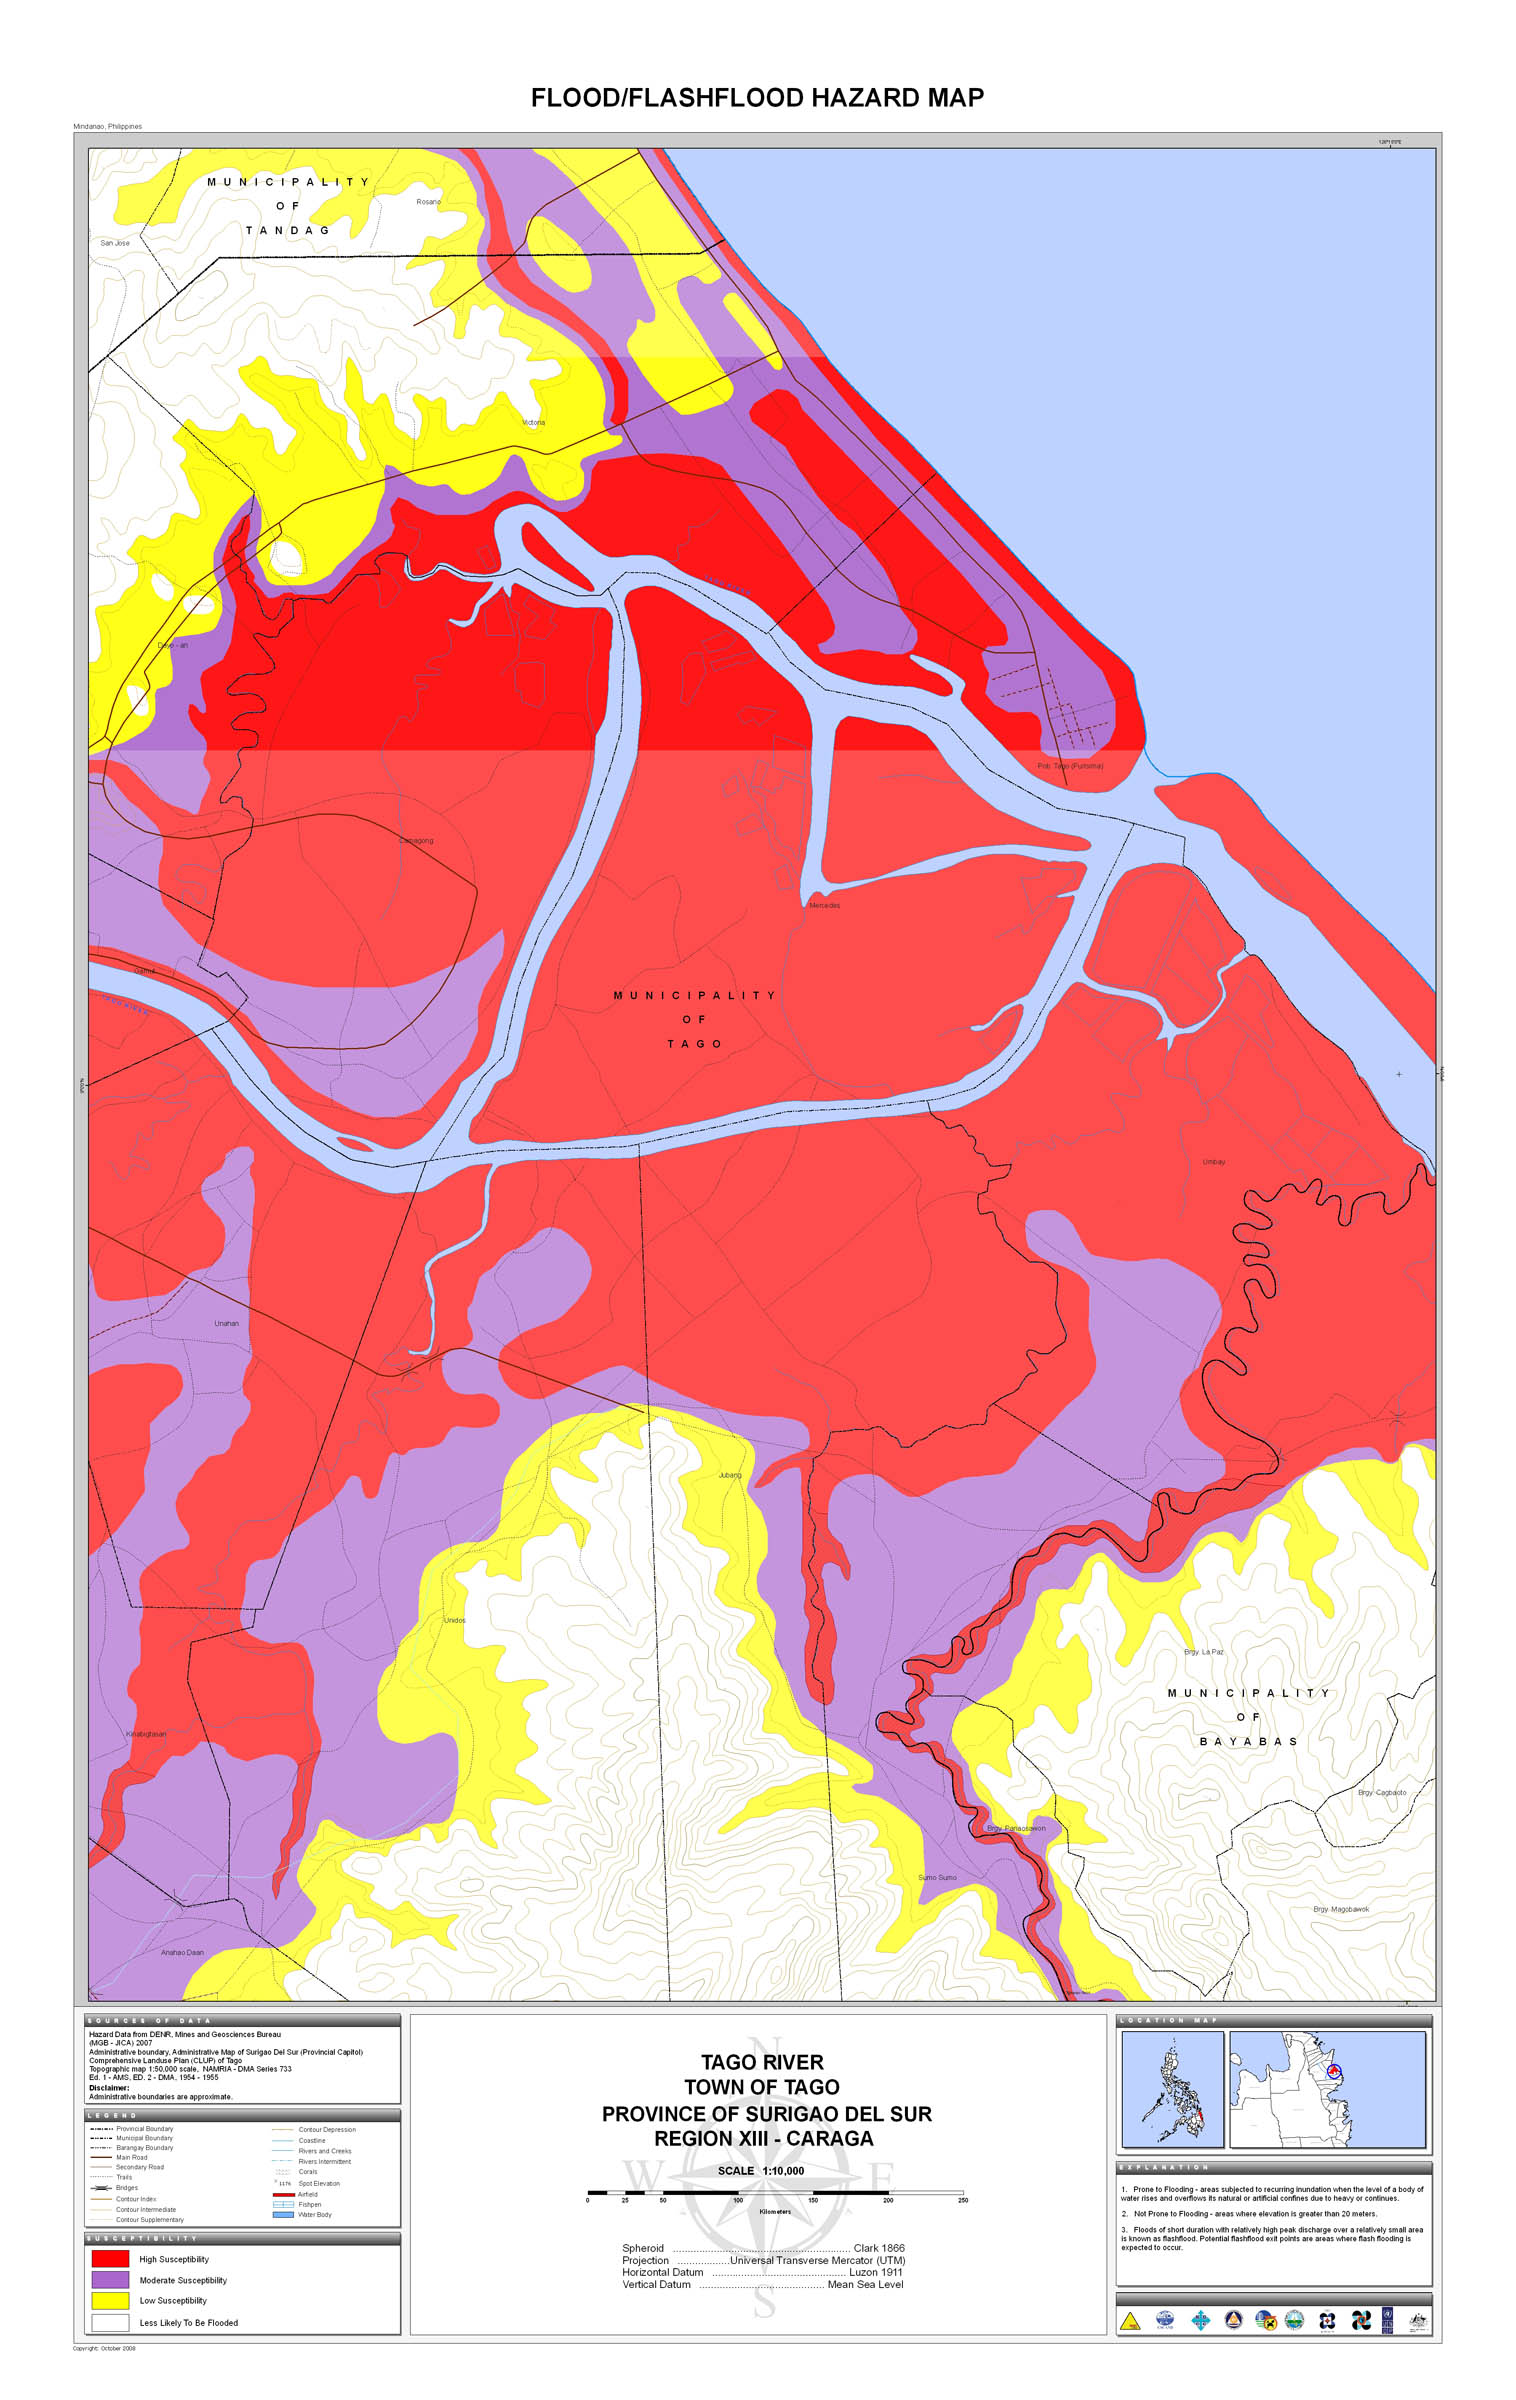 FLOOD/FLASHFLOOD HAZARD MAP
Mindanao, Philippines
MUNICIPALITY
OF
TANDAG
Rosano
San Jose
Victoria
Dayo - an
Pob. Tago (Purisima)
Camagong
Mercedes
Gamut
MUNICIPALITY
OF
TAGO
Umbay
Unahan
Jubang
Unidos
Brgy. La Paz
MUNICIPALITY
OF
BAYABAS
Kinabigtasan
Brgy. Cagbaoto
Brgy. Panaosawon
Sumo Sumo
Brgy. Magobawok
Anahao Daan
SOURCES OF DATA
Hazard Data from DENR, Mines and Geosciences Bureau
(MGB - JICA) 2007
Administrative boundary, Administrative Map of Surigao Del Sur (Provincial Capitol)
Comprehensive Landuse Plan (CLUP) of Tago
Topographic map 1:50,000 scale, NAMRIA - DMA Series 733
Ed. 1 - AMS, ED. 2 - DMA, 1954 - 1955
Disclaimer:
Administrative boundaries are approximate.
LEGEND
Provincial Boundary
Municipal Boundary
Barangay Boundary
Main Road
Secondary Road
Trails
Bridges
Contour Index
Contour Intermediate
Contour Supplementary
Contour Depression
Coastline
Rivers and Creeks
Rivers Intermittent
Corals
1176 Spot Elevation
Airfield
Fishpen
Water Body
SUSCEPTIBILITY
High Susceptibility
Moderate Susceptibility
Low Susceptibility
Less Likely To Be Flooded
Copyright: October 2008
N
TAGO RIVER
TOWN OF TAGO
PROVINCE OF SURIGAO DEL SUR
REGION XIII - CARAGA
W E
SCALE 1:10,000
0 25 50 100 150 200 250
Kilometers
Spheroid ........ Clark 1866
Projection ........ Universal Transverse Mercator (UTM)
Horizontal Datum ........ Luzon 1911
Vertical Datum ........ Mean Sea Level
S
LOCATION MAP
EXPLANATION
1. Prone to Flooding - areas subjected to recurring inundation when the level of a body of
water rises and overflows its natural or artificial confines due to heavy or continues.
2. Not Prone to Flooding - areas where elevation is greater than 20 meters.
3. Floods of short duration with relatively high peak discharge over a relatively small area
is known as flashflood. Potential flashflood exit points are areas where flash flooding is
expected to occur.